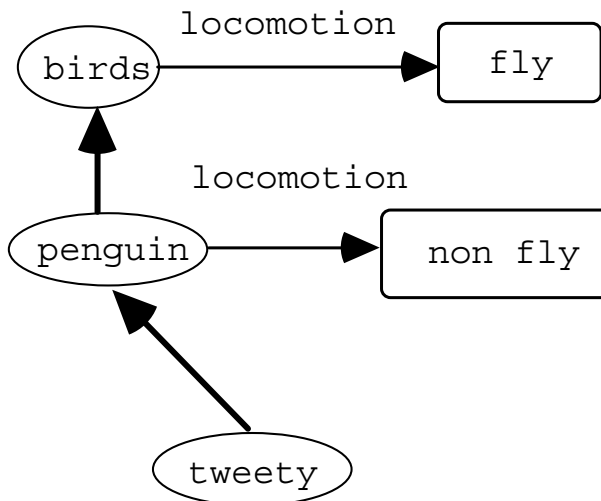 locomotion
birds
fly
locomotion
penguin
non fly
tweety